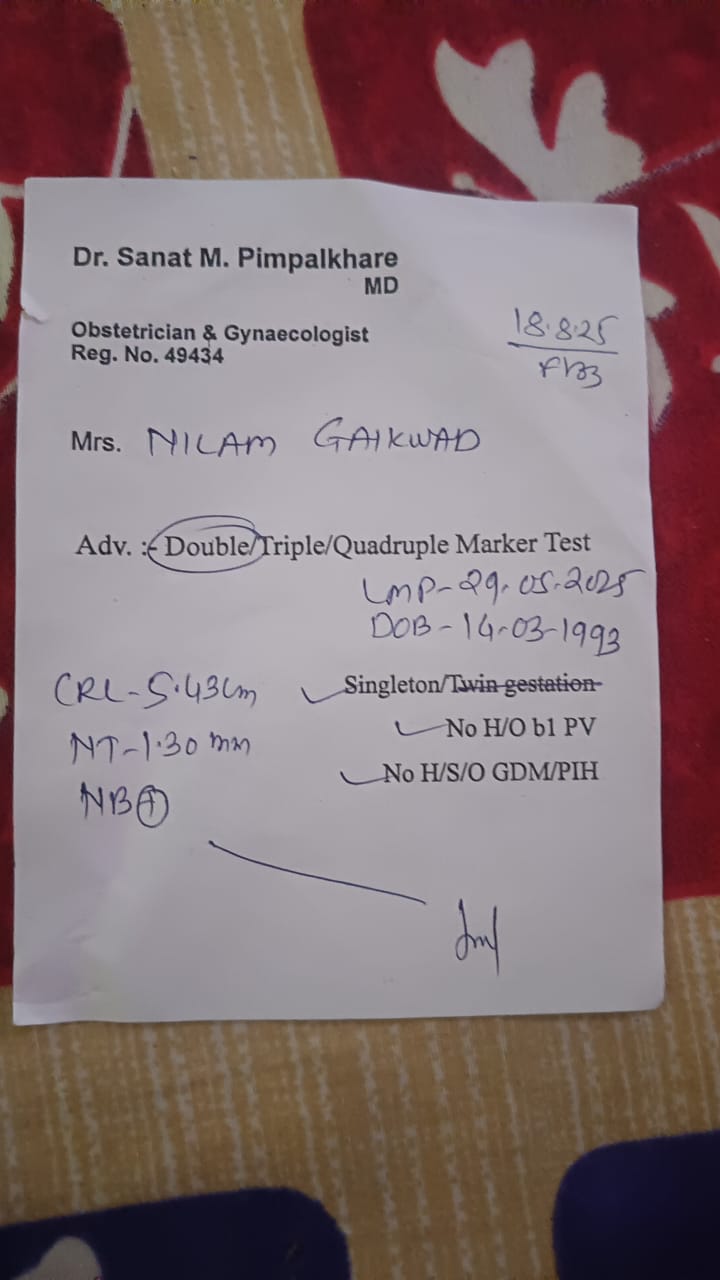 Dr. Sanat M. Pimpalkhare
MD
Obstetrician & Gynaecologist
Reg. No. 49434
18.8.25
Mrs. NILAM GAIKWAD
Adv. :- Double/Triple/Quadruple Marker Test
LMP-29.05.2025
DOB-14-03-1993
CRL-5.43cm
Singleton/Twin gestation
NT-1.30 mm
No H/O b1 PV
NB⊕
No H/S/O GDM/PIH